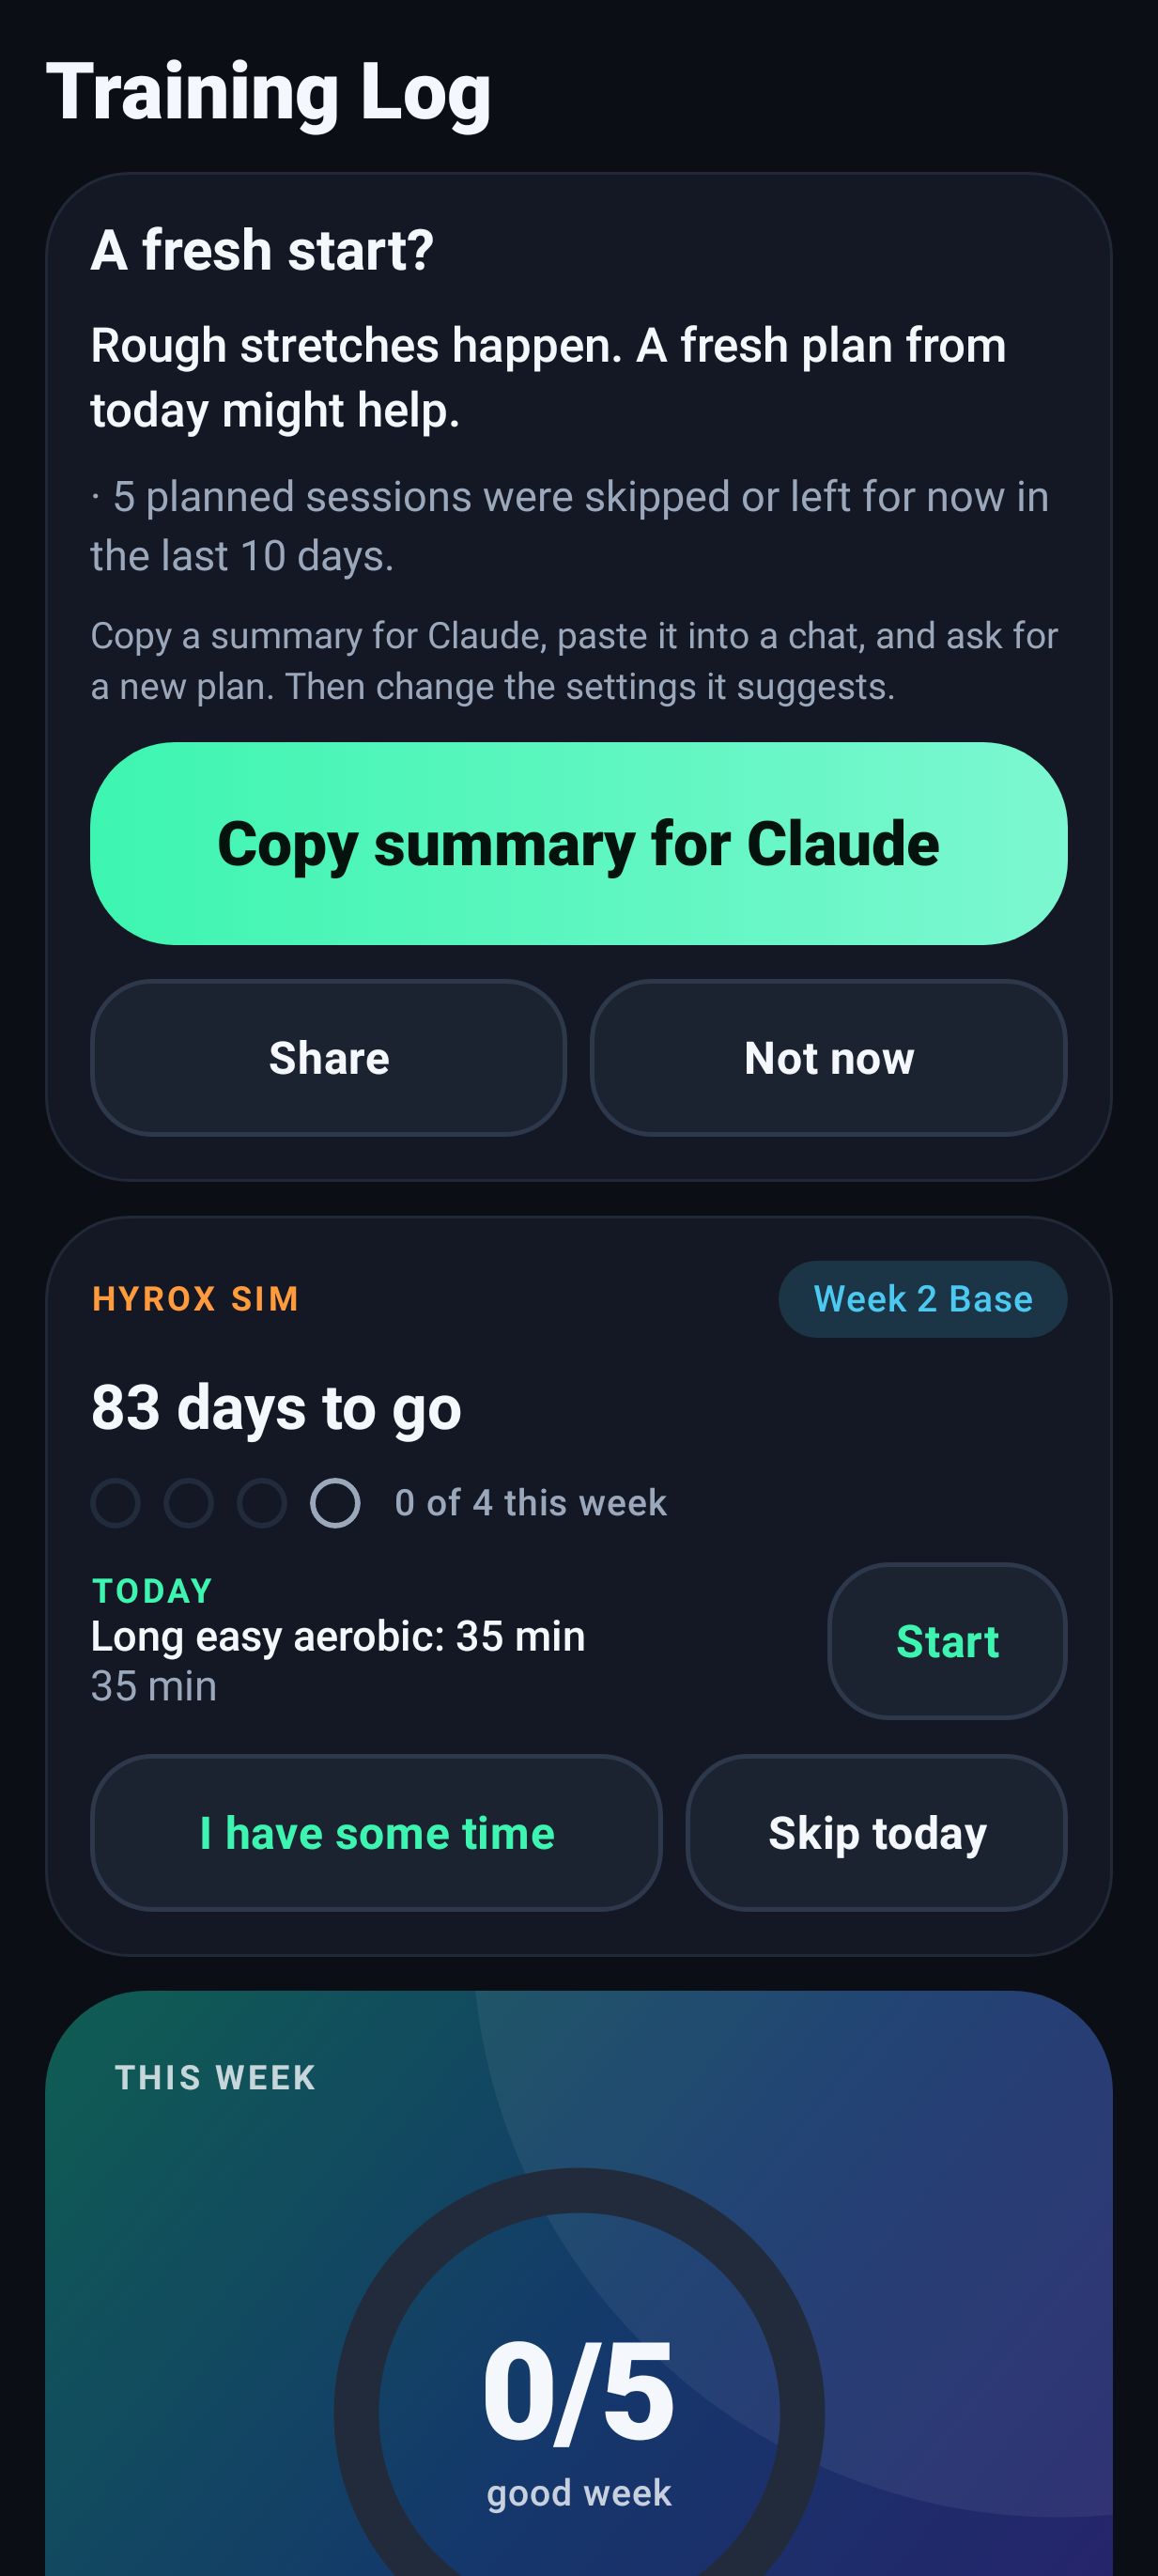 Training Log
A fresh start?
Rough stretches happen. A fresh plan from
today might help.
· 5 planned sessions were skipped or left for now in
the last 10 days.
Copy a summary for Claude, paste it into a chat, and ask for
a new plan. Then change the settings it suggests.
Copy summary for Claude
Share
Not now
HYROX SIM
Week 2 Base
83 days to go
0 of 4 this week
TODAY
Long easy aerobic: 35 min
35 min
Start
I have some time
Skip today
THIS WEEK
0/5
good week